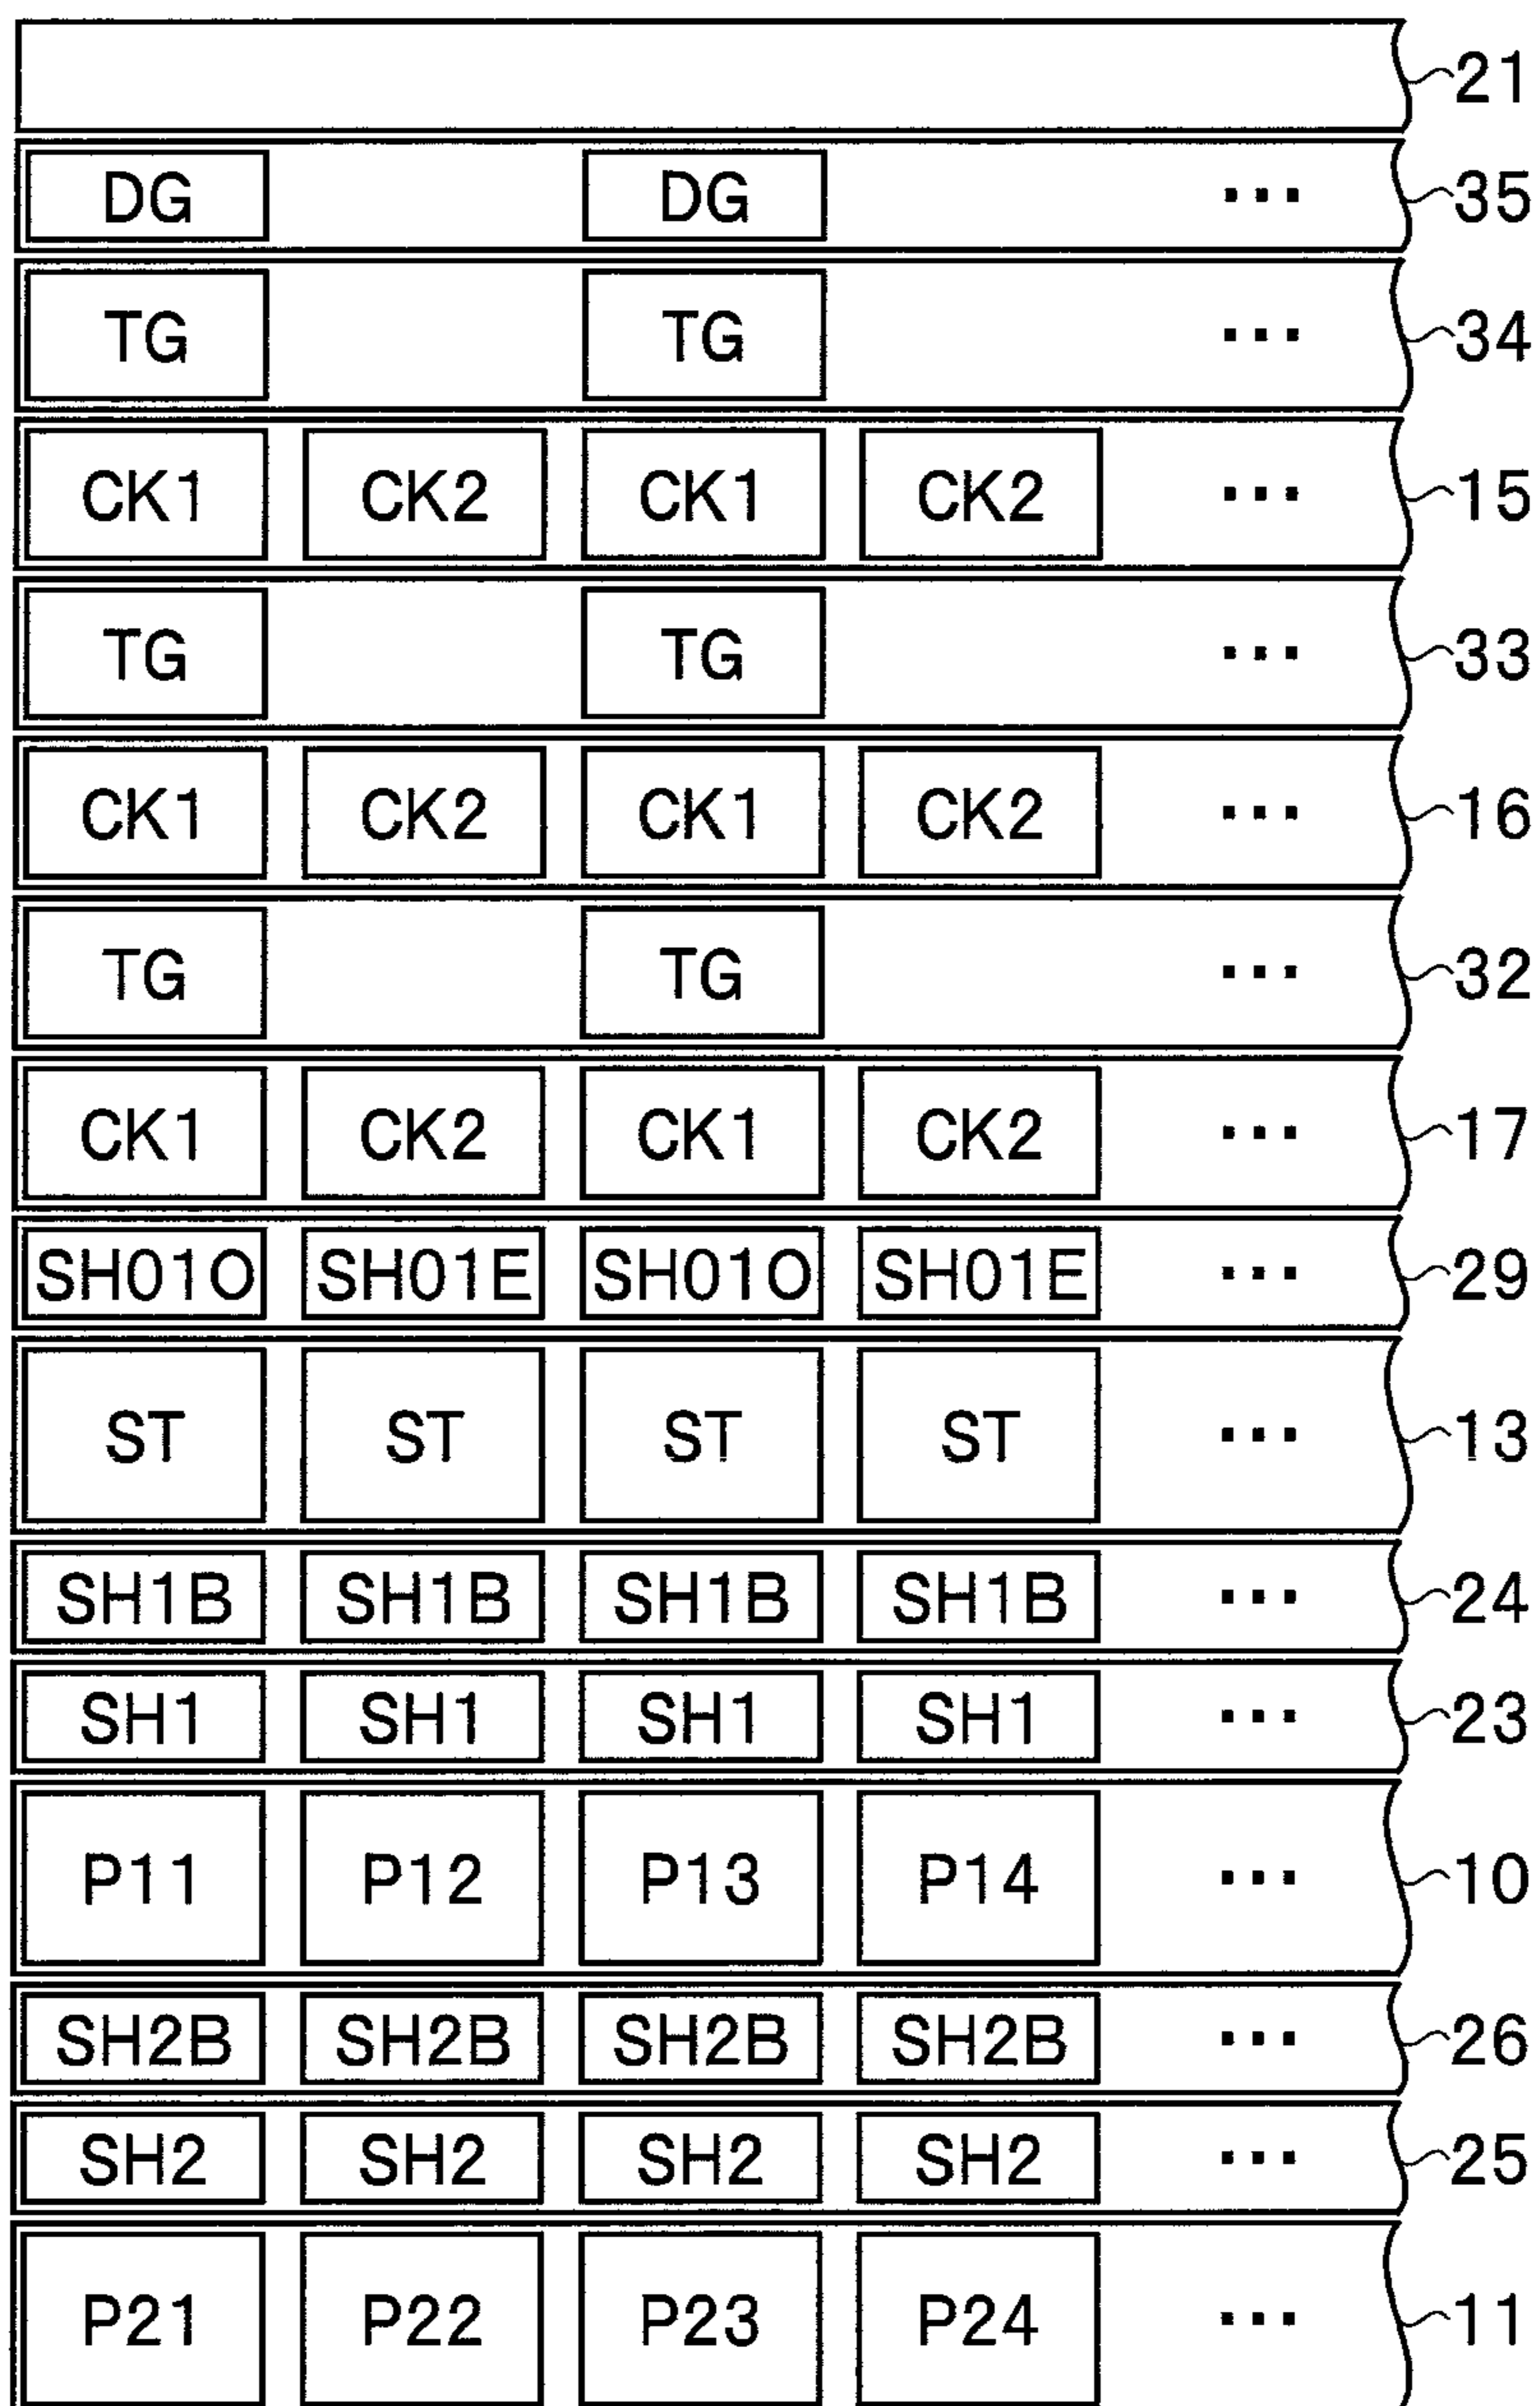 21
DG DG ... 35
TG TG ... 34
CK1 CK2 CK1 CK2 ... 15
TG TG ... 33
CK1 CK2 CK1 CK2 ... 16
TG TG ... 32
CK1 CK2 CK1 CK2 ... 17
SH01O SH01E SH01O SH01E ... 29
ST ST ST ST ... 13
SH1B SH1B SH1B SH1B ... 24
SH1 SH1 SH1 SH1 ... 23
P11 P12 P13 P14 ... 10
SH2B SH2B SH2B SH2B ... 26
SH2 SH2 SH2 SH2 ... 25
P21 P22 P23 P24 ... 11